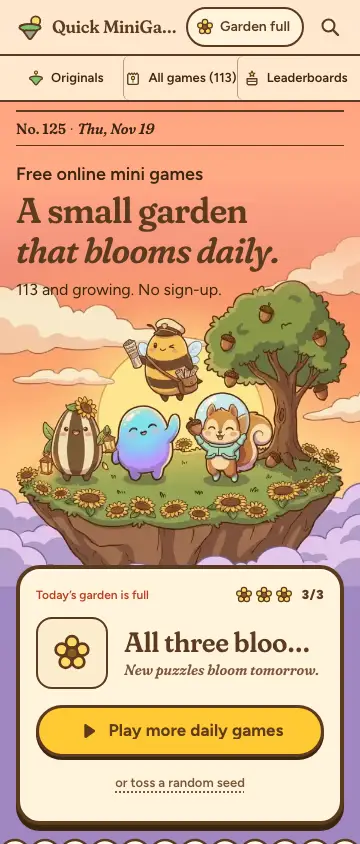 Quick MiniGa...
Garden full
Originals
All games (113)
Leaderboards
No. 125 · Thu, Nov 19
Free online mini games
A small garden
that blooms daily.
113 and growing. No sign-up.
Today's garden is full
3/3
All three bloo...
New puzzles bloom tomorrow.
Play more daily games
or toss a random seed